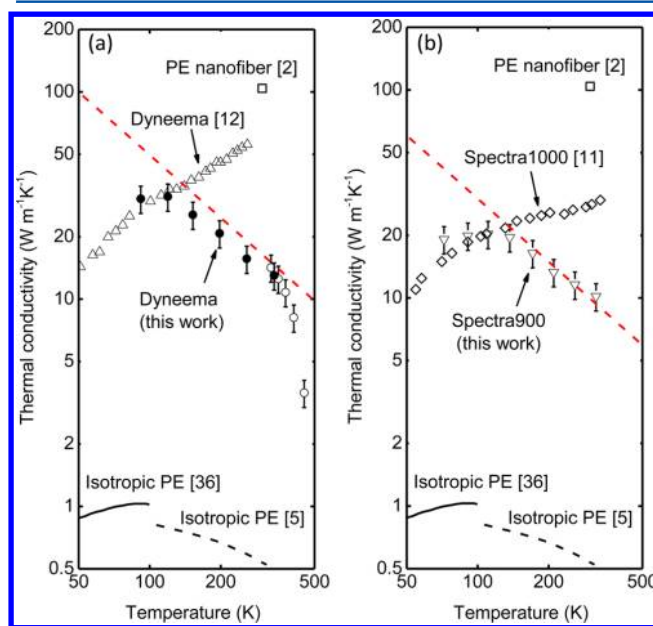 (a)
200
100
50
20
10
5
2
1
0.5
Thermal conductivity (W m⁻¹K⁻¹)
PE nanofiber [2]
Dyneema [12]
Dyneema
(this work)
Isotropic PE [36]
Isotropic PE [5]
50
100
200
500
Temperature (K)
(b)
200
100
50
20
10
5
2
1
0.5
Thermal conductivity (W m⁻¹K⁻¹)
PE nanofiber [2]
Spectra1000 [11]
Spectra900
(this work)
Isotropic PE [36]
Isotropic PE [5]
50
100
200
500
Temperature (K)